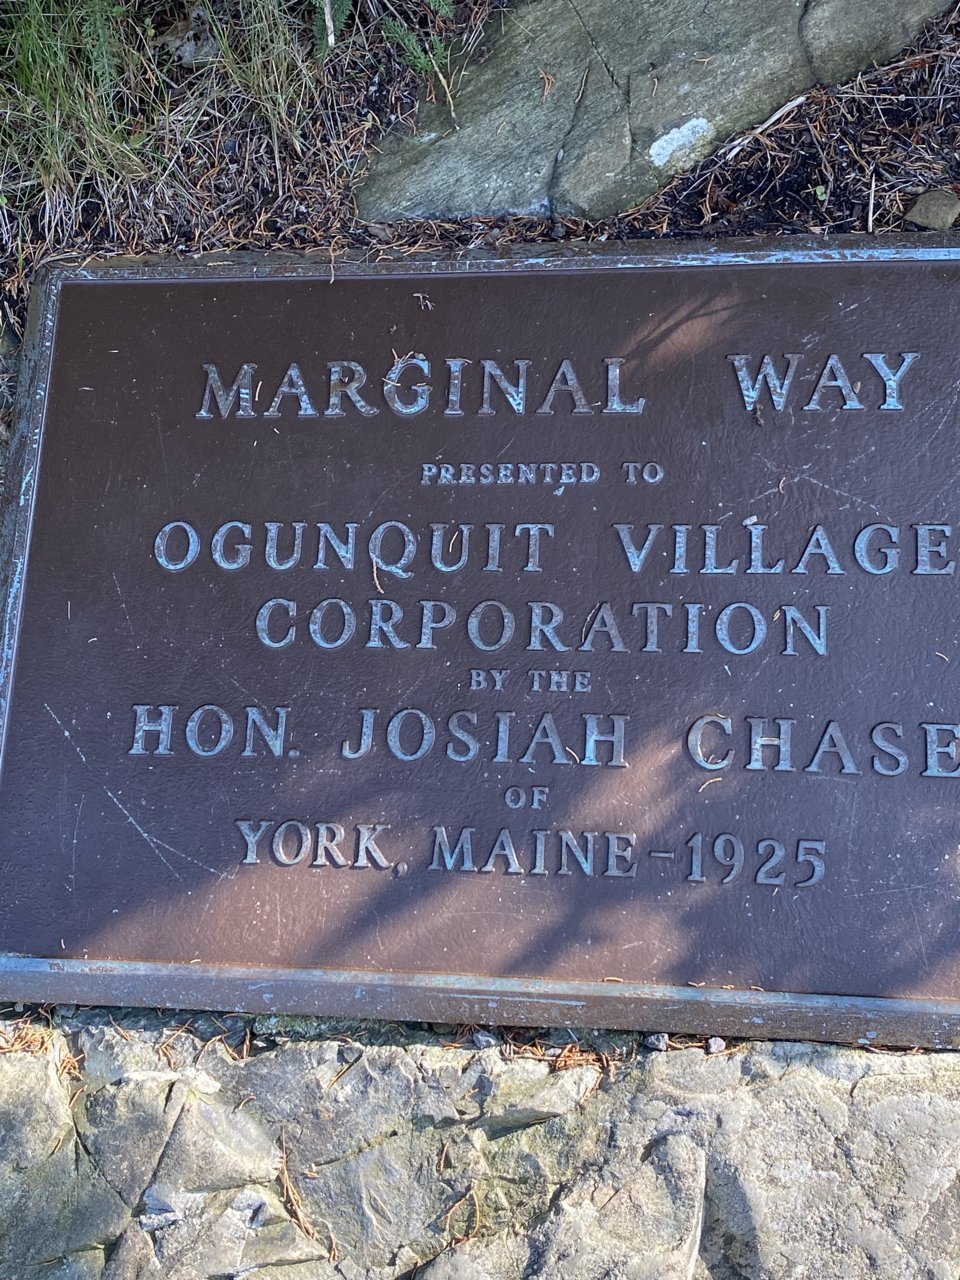 MARGINAL WAY
PRESENTED TO
OGUNQUIT VILLAGE
CORPORATION
BY THE
HON. JOSIAH CHASE
OF
YORK, MAINE - 1925